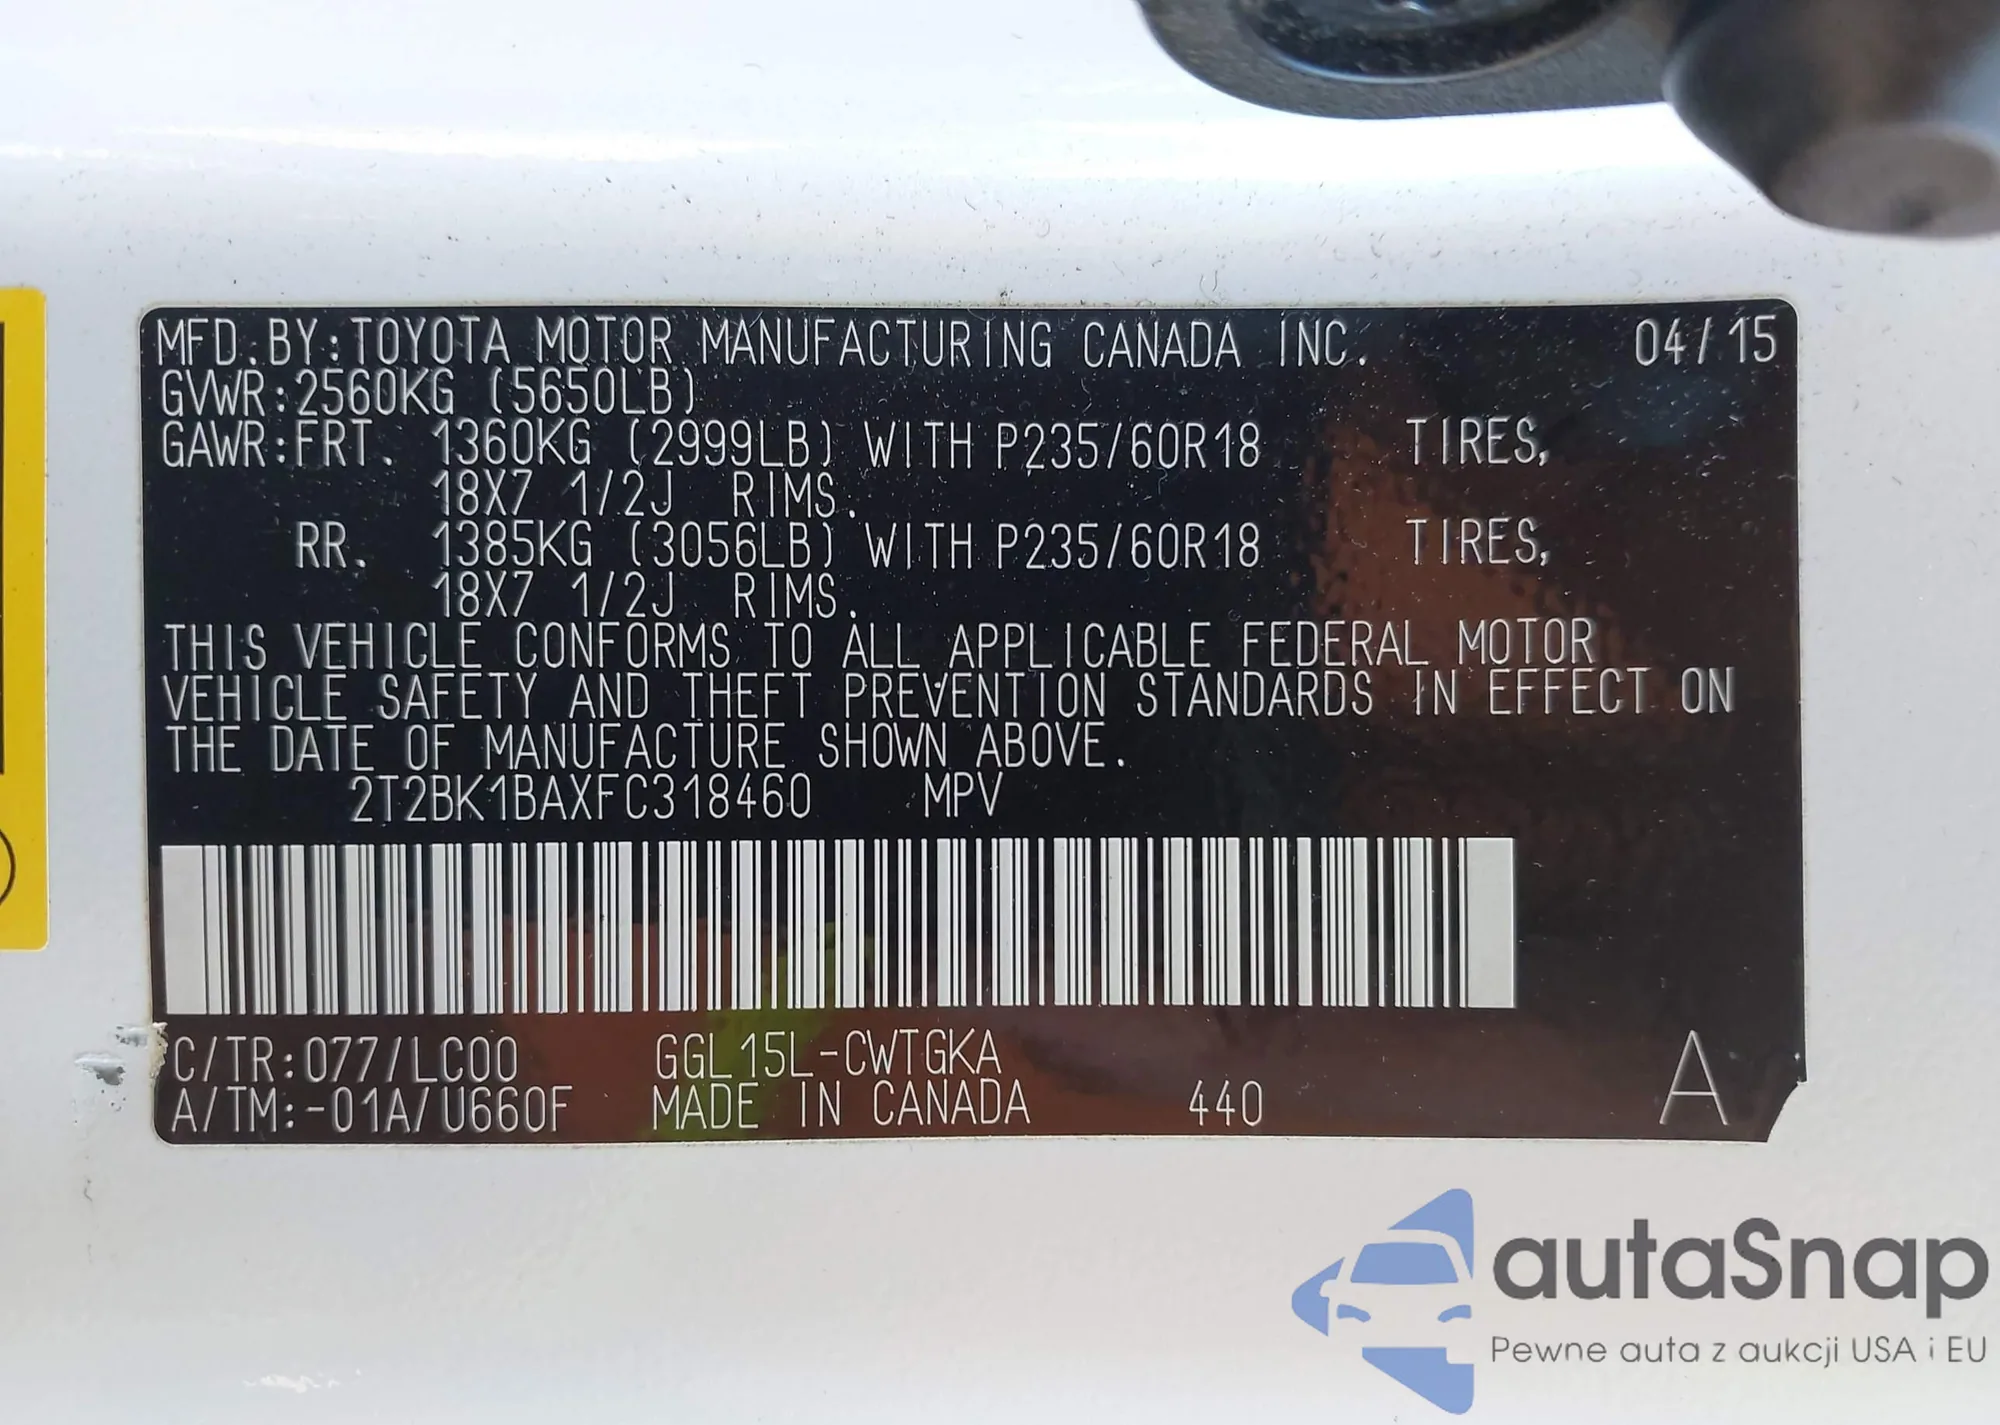 MFD.BY:TOYOTA MOTOR MANUFACTURING CANADA INC. 04/15
GVWR:2560KG (5650LB)
GAWR:FRT. 1360KG (2999LB) WITH P235/60R18 TIRES,
18X7 1/2J RIMS.
RR. 1385KG (3056LB) WITH P235/60R18 TIRES,
18X7 1/2J RIMS.
THIS VEHICLE CONFORMS TO ALL APPLICABLE FEDERAL MOTOR
VEHICLE SAFETY AND THEFT PREVENTION STANDARDS IN EFFECT ON
THE DATE OF MANUFACTURE SHOWN ABOVE.
2T2BK1BAXFC318460 MPV
C/TR:077/LC00 GGL15L-CWTGKA
A/TM:-01A/U660F MADE IN CANADA 440 A
autaSnap
Pewne auta z aukcji USA i EU